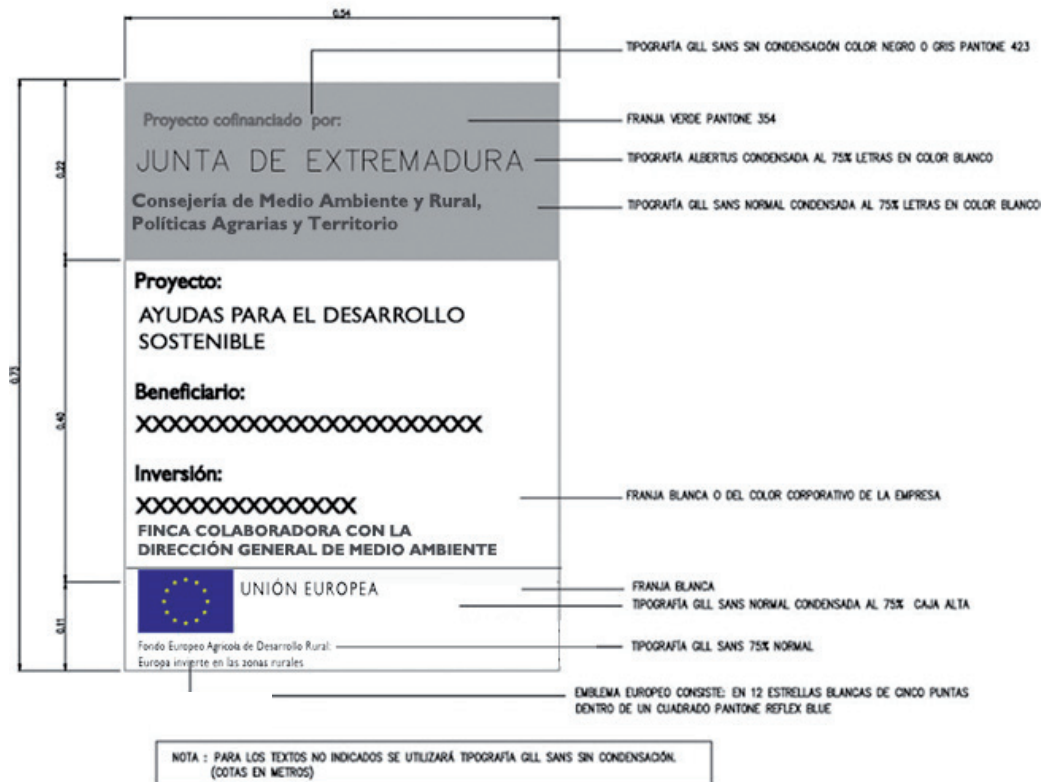 0.54
TIPOGRAFÍA GILL SANS SIN CONDENSACIÓN COLOR NEGRO O GRIS PANTONE 423
Proyecto cofinanciado por:
FRANJA VERDE PANTONE 354
JUNTA DE EXTREMADURA
TIPOGRAFÍA ALBERTUS CONDENSADA AL 75% LETRAS EN COLOR BLANCO
0.22
Consejería de Medio Ambiente y Rural,
Políticas Agrarias y Territorio
TIPOGRAFÍA GILL SANS NORMAL CONDENSADA AL 75% LETRAS EN COLOR BLANCO
Proyecto:
AYUDAS PARA EL DESARROLLO
SOSTENIBLE
0.73
Beneficiario:
0.40
XXXXXXXXXXXXXXXXXXXXXXXX
Inversión:
XXXXXXXXXXXXXXX
FRANJA BLANCA O DEL COLOR CORPORATIVO DE LA EMPRESA
FINCA COLABORADORA CON LA
DIRECCIÓN GENERAL DE MEDIO AMBIENTE
UNIÓN EUROPEA
FRANJA BLANCA
TIPOGRAFÍA GILL SANS NORMAL CONDENSADA AL 75% CAJA ALTA
0.11
Fondo Europeo Agrícola de Desarrollo Rural:
TIPOGRAFÍA GILL SANS 75% NORMAL
Europa invierte en las zonas rurales
EMBLEMA EUROPEO CONSISTE: EN 12 ESTRELLAS BLANCAS DE CINCO PUNTAS
DENTRO DE UN CUADRADO PANTONE REFLEX BLUE
NOTA : PARA LOS TEXTOS NO INDICADOS SE UTILIZARÁ TIPOGRAFÍA GILL SANS SIN CONDENSACIÓN.
(COTAS EN METROS)